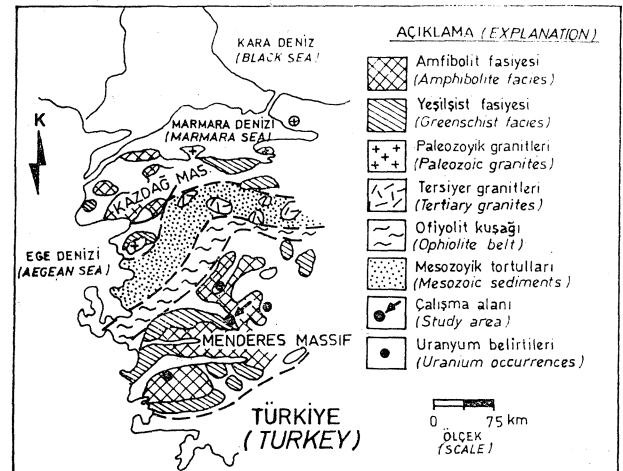 KARA DENİZ
(BLACK SEA)
K
MARMARA DENİZİ
(MARMARA SEA)
KAZDAĞ MAS.
EGE DENİZİ
(AEGEAN SEA)
MENDERES MASSIF
TÜRKİYE
(TURKEY)
AÇIKLAMA (EXPLANATION)
Amfibolit fasiyesi
(Amphibolite facies)
Yeşilşist fasiyesi
(Greenschist facies)
Paleozoyik granitleri
(Paleozoic granites)
Tersiyer granitleri
(Tertiary granites)
Ofiyolit kuşağı
(Ophiolite belt)
Mesozoyik tortulları
(Mesozoic sediments)
Çalışma alanı
(Study area)
Uranyum belirtileri
(Uranium occurrences)
0 75 km
ÖLÇEK
(SCALE)